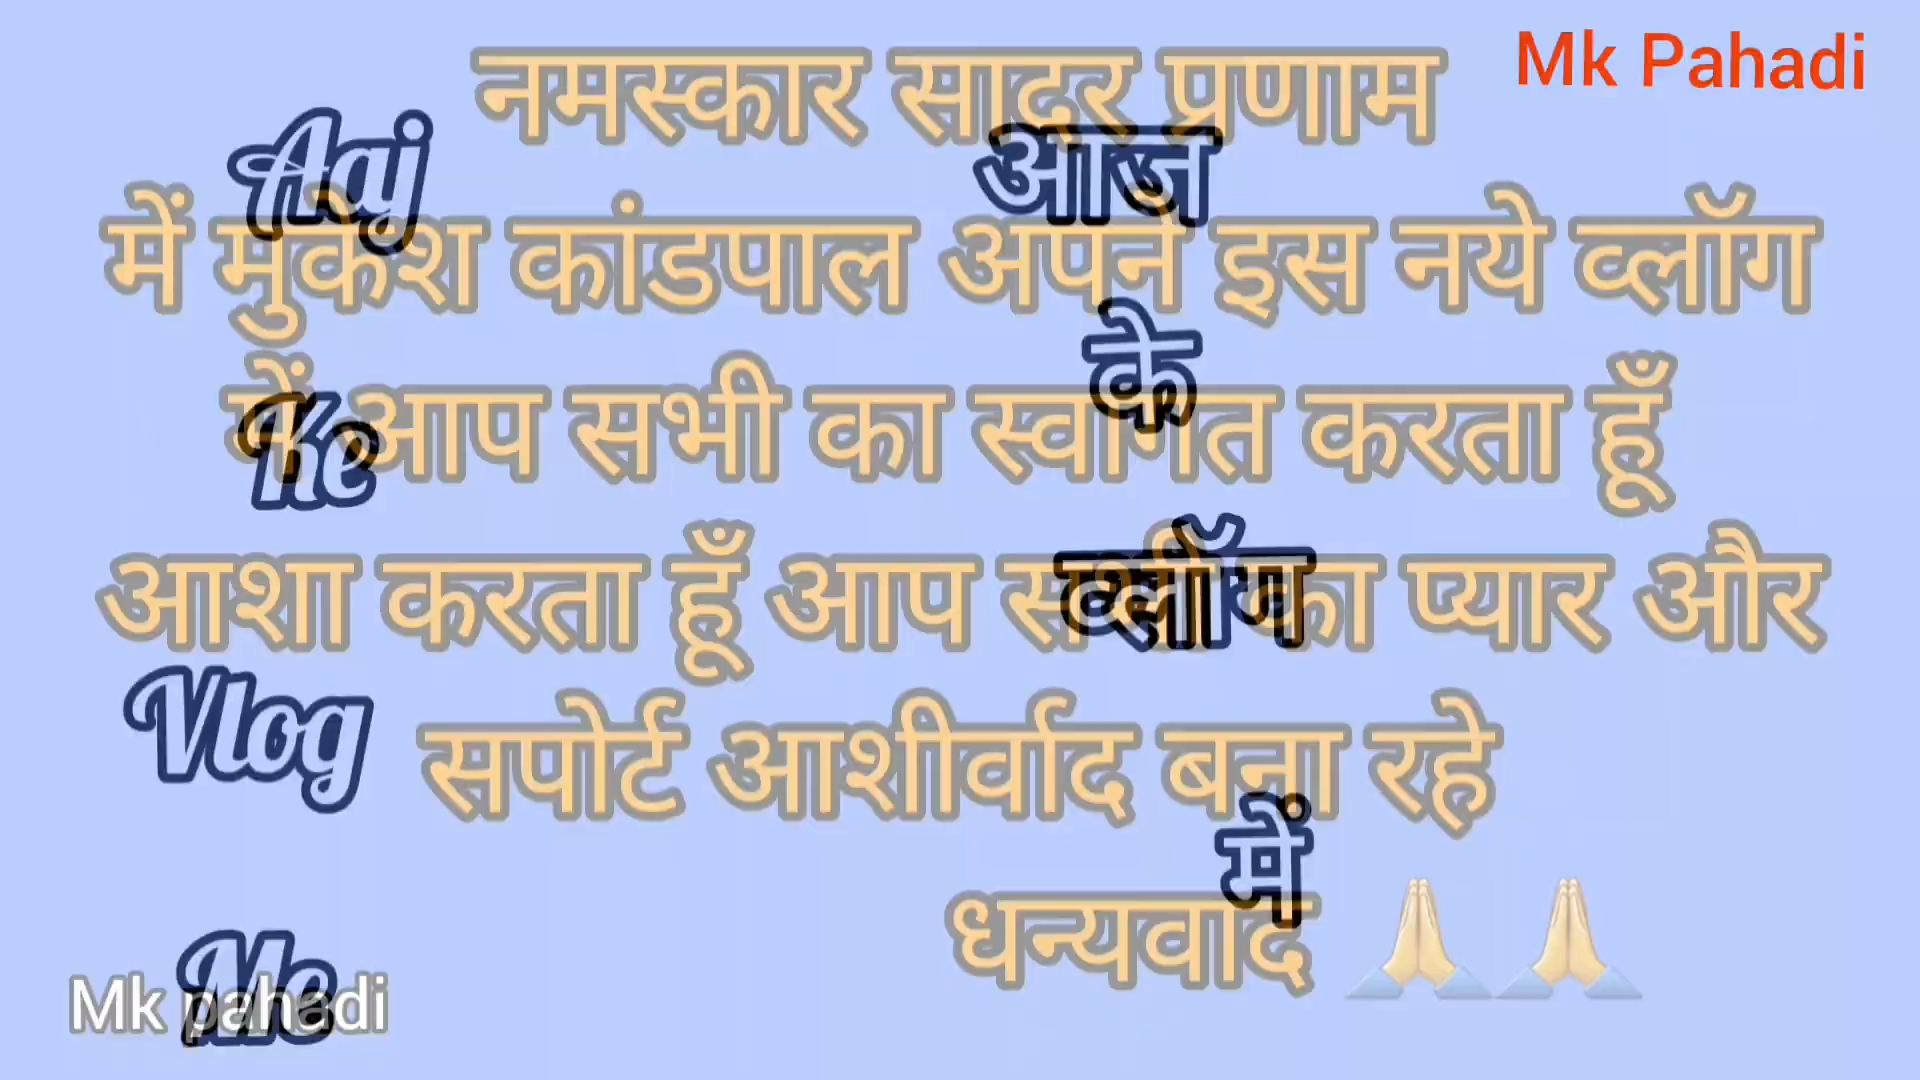 Mk Pahadi
नमस्कार सादर प्रणाम
में मुकेश कांडपाल अपने इस नये व्लॉग
में आप सभी का स्वागत करता हूँ
आशा करता हूँ आप सभी का प्यार और
सपोर्ट आशीर्वाद बना रहे
धन्यवाद 🙏🏻🙏🏻
Aaj
Ke
Vlog
Me
आज
के
व्लॉग
में
Mk pahadi